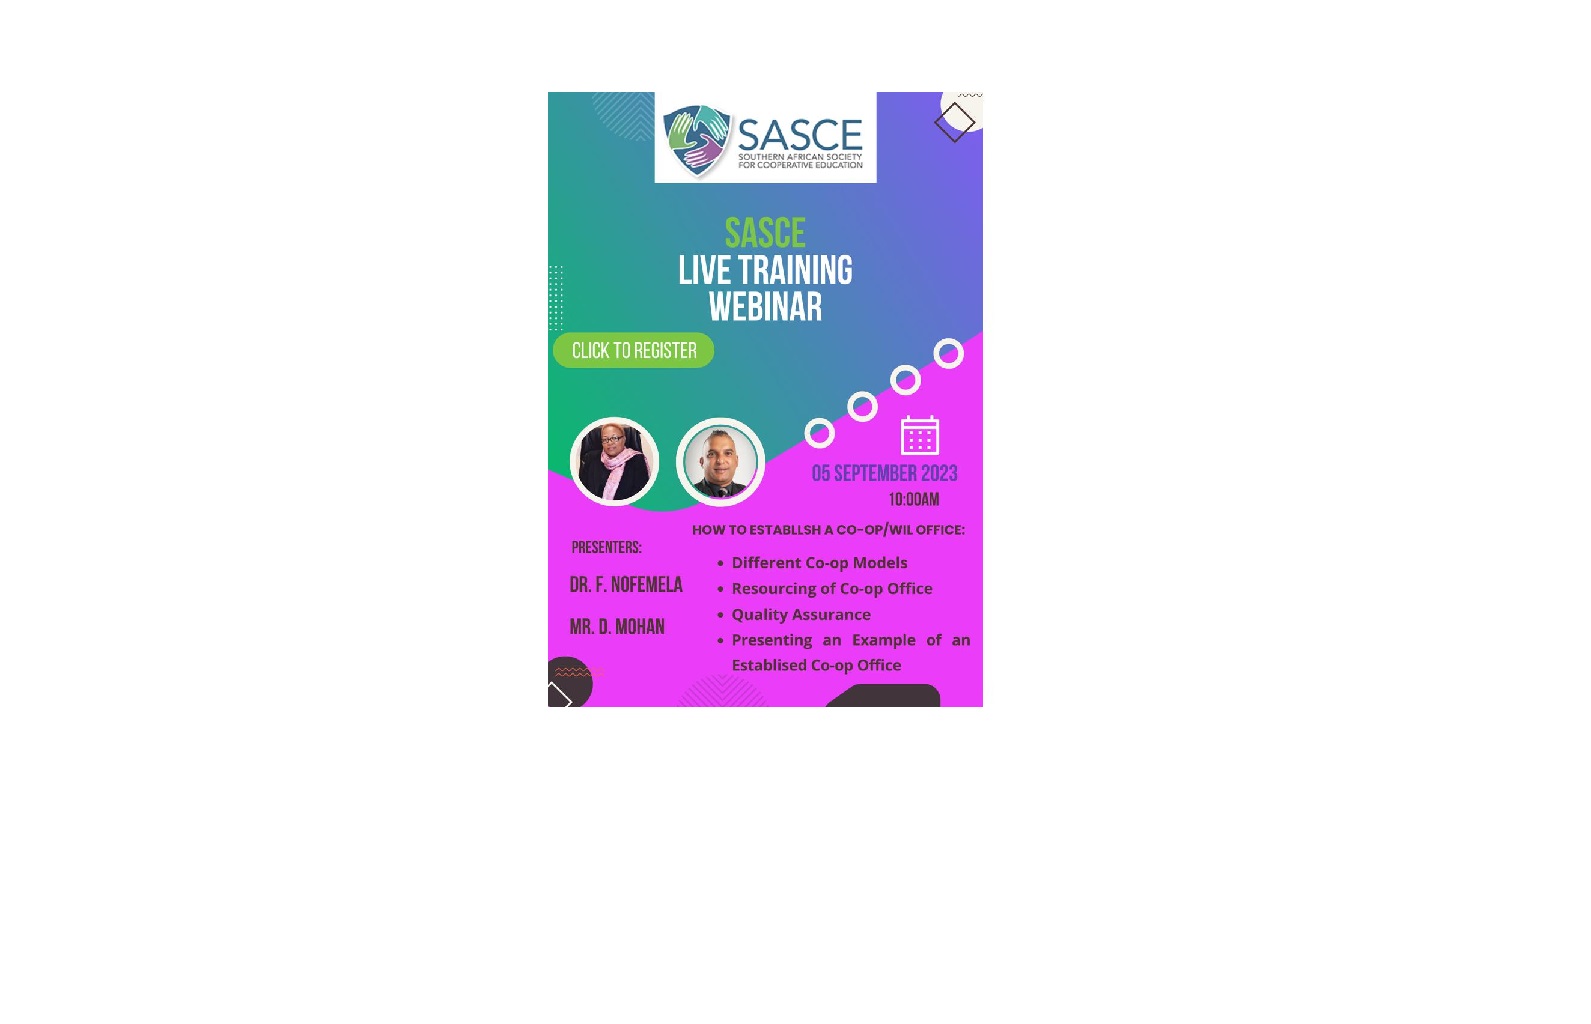 SASCE
SOUTHERN AFRICAN SOCIETY
FOR COOPERATIVE EDUCATION
SASCE
LIVE TRAINING
WEBINAR
CLICK TO REGISTER
05 SEPTEMBER 2023
10:00AM
PRESENTERS:
DR. F. NOFEMELA
MR. D. MOHAN
HOW TO ESTABLLSH A CO-OP/WIL OFFICE:
• Different Co-op Models
• Resourcing of Co-op Office
• Quality Assurance
• Presenting an Example of an
Establised Co-op Office